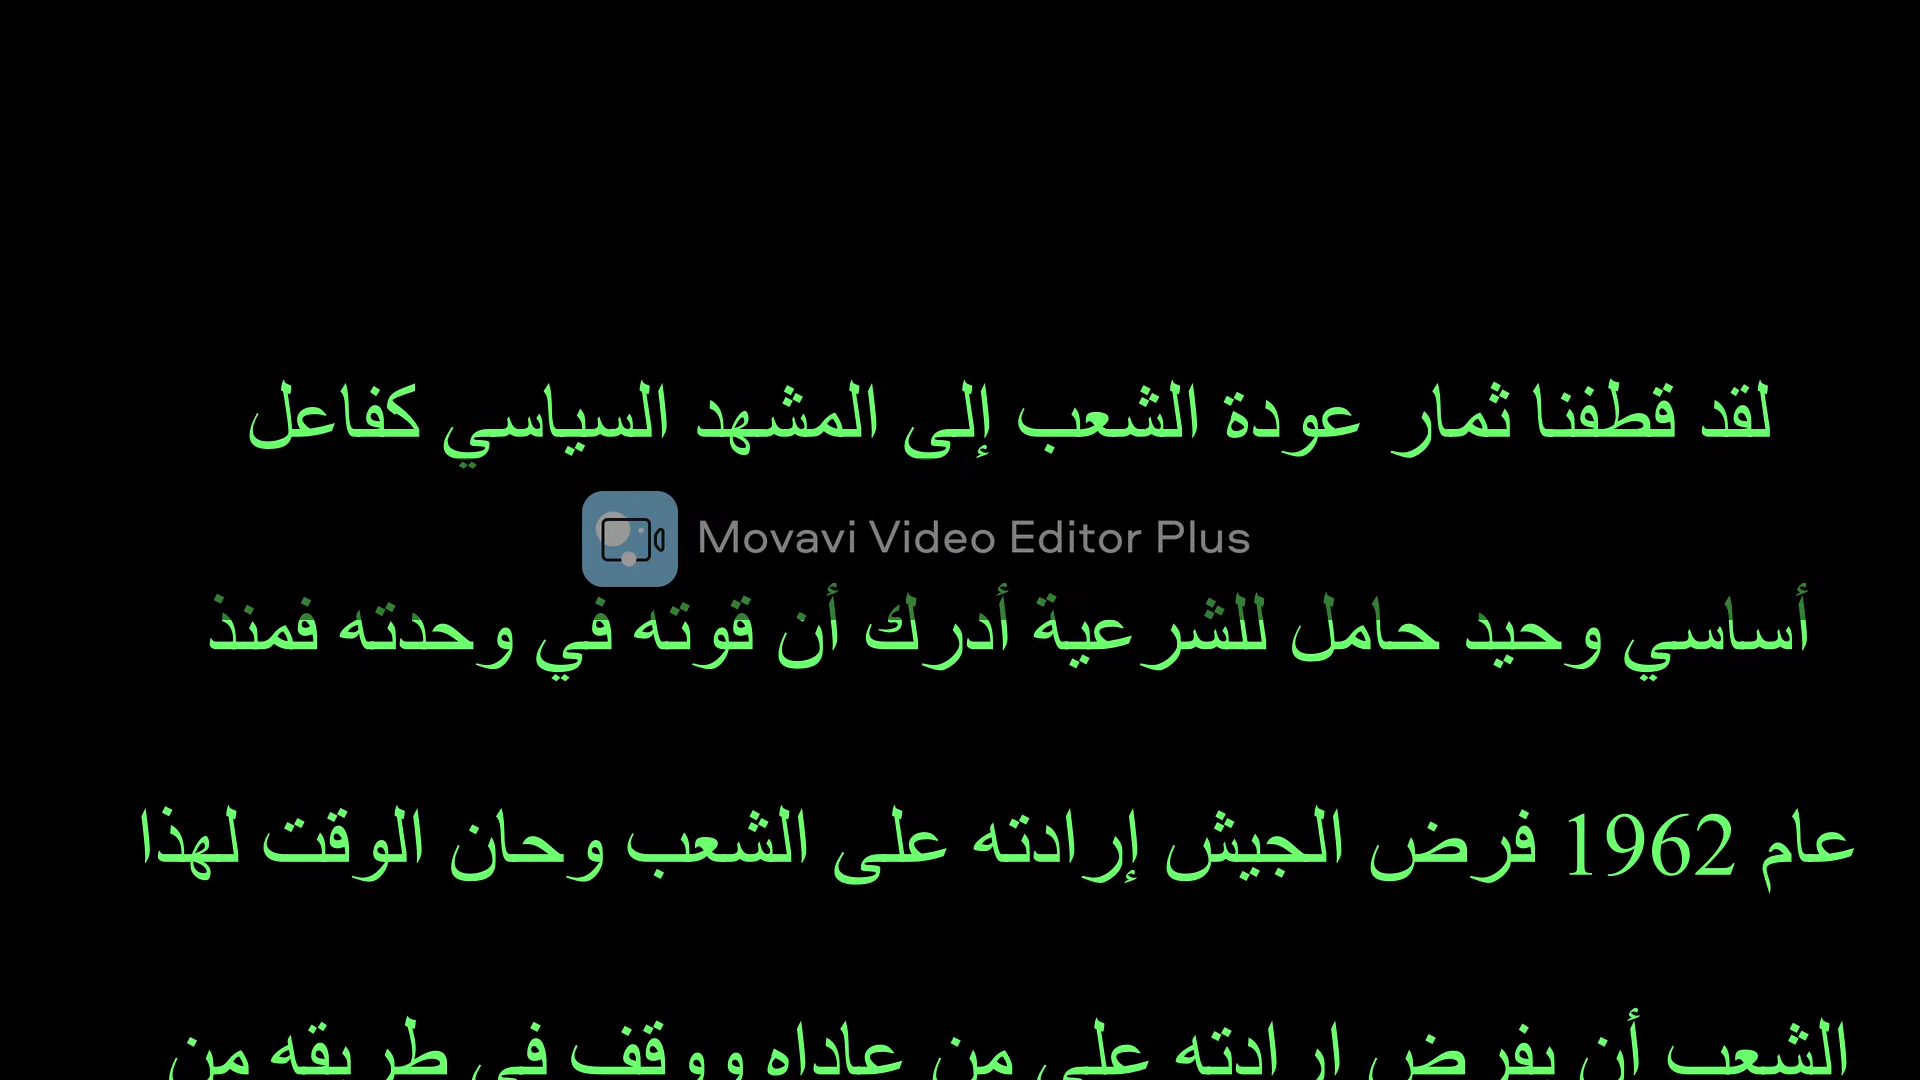 لقد قطفنا ثمار عودة الشعب إلى المشهد السياسي كفاعل
Movavi Video Editor Plus
أساسي وحيد حامل للشرعية أدرك أن قوته في وحدته فمنذ
عام 1962 فرض الجيش إرادته على الشعب وحان الوقت لهذا
الشعب أن يفرض إرادته على من عاداه ووقف في طريقه من